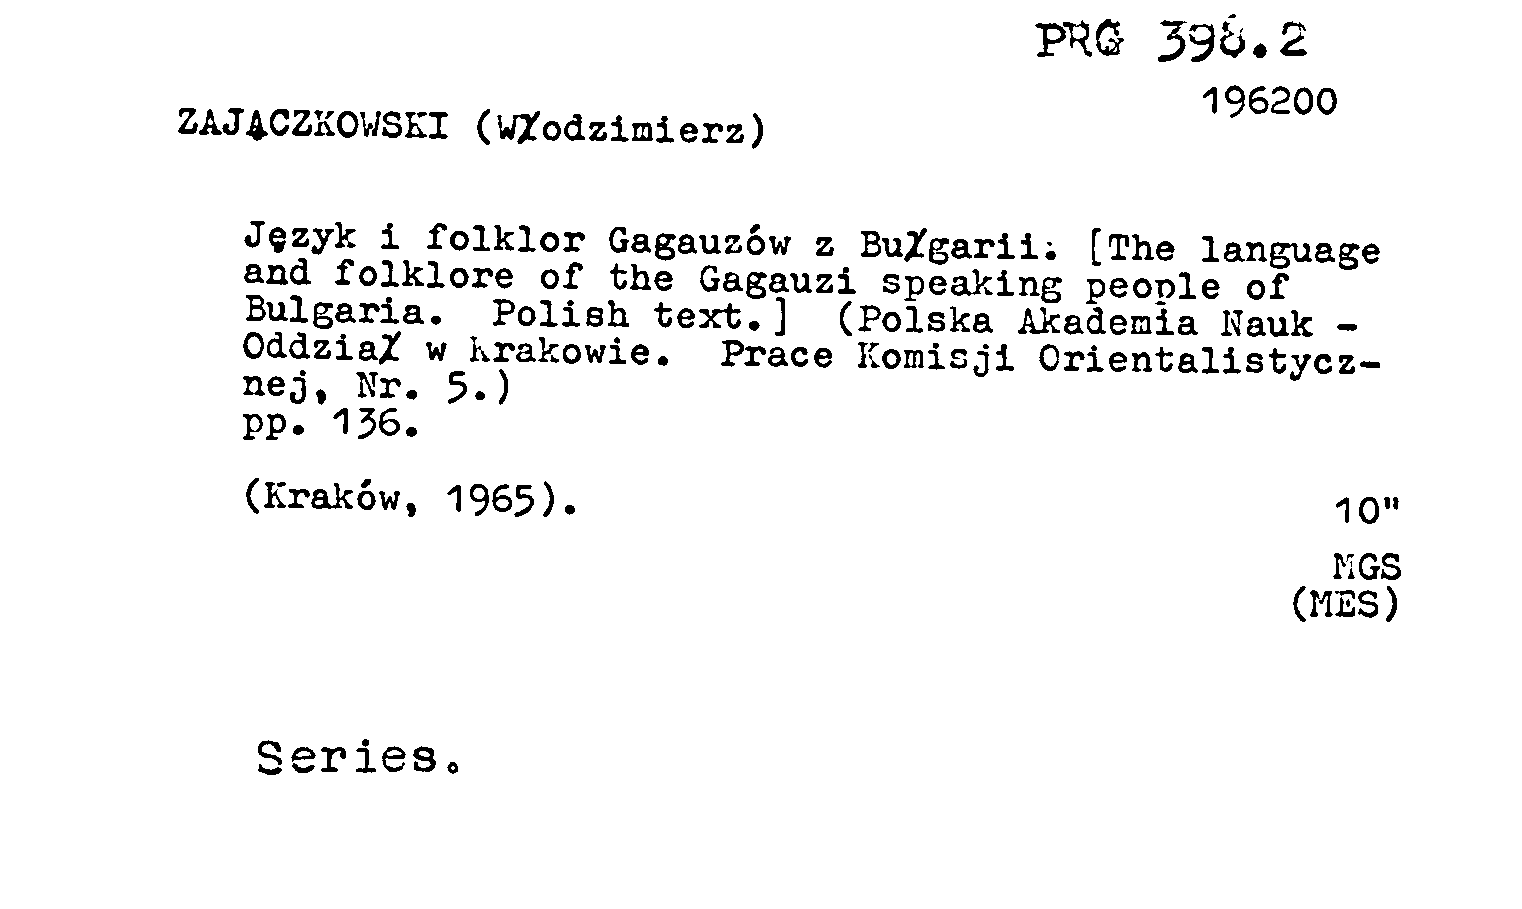 PRG 398.2
196200
ZAJĄCZKOWSKI (Włodzimierz)
Język i folklor Gagauzów z Bułgarii. [The language
and folklore of the Gagauzi speaking people of
Bulgaria. Polish text.] (Polska Akademia Nauk -
Oddział w Krakowie. Prace Komisji Orientalistycz-
nej, Nr. 5.)
pp. 136.
(Kraków, 1965).
10"
MGS
(MES)
Series.